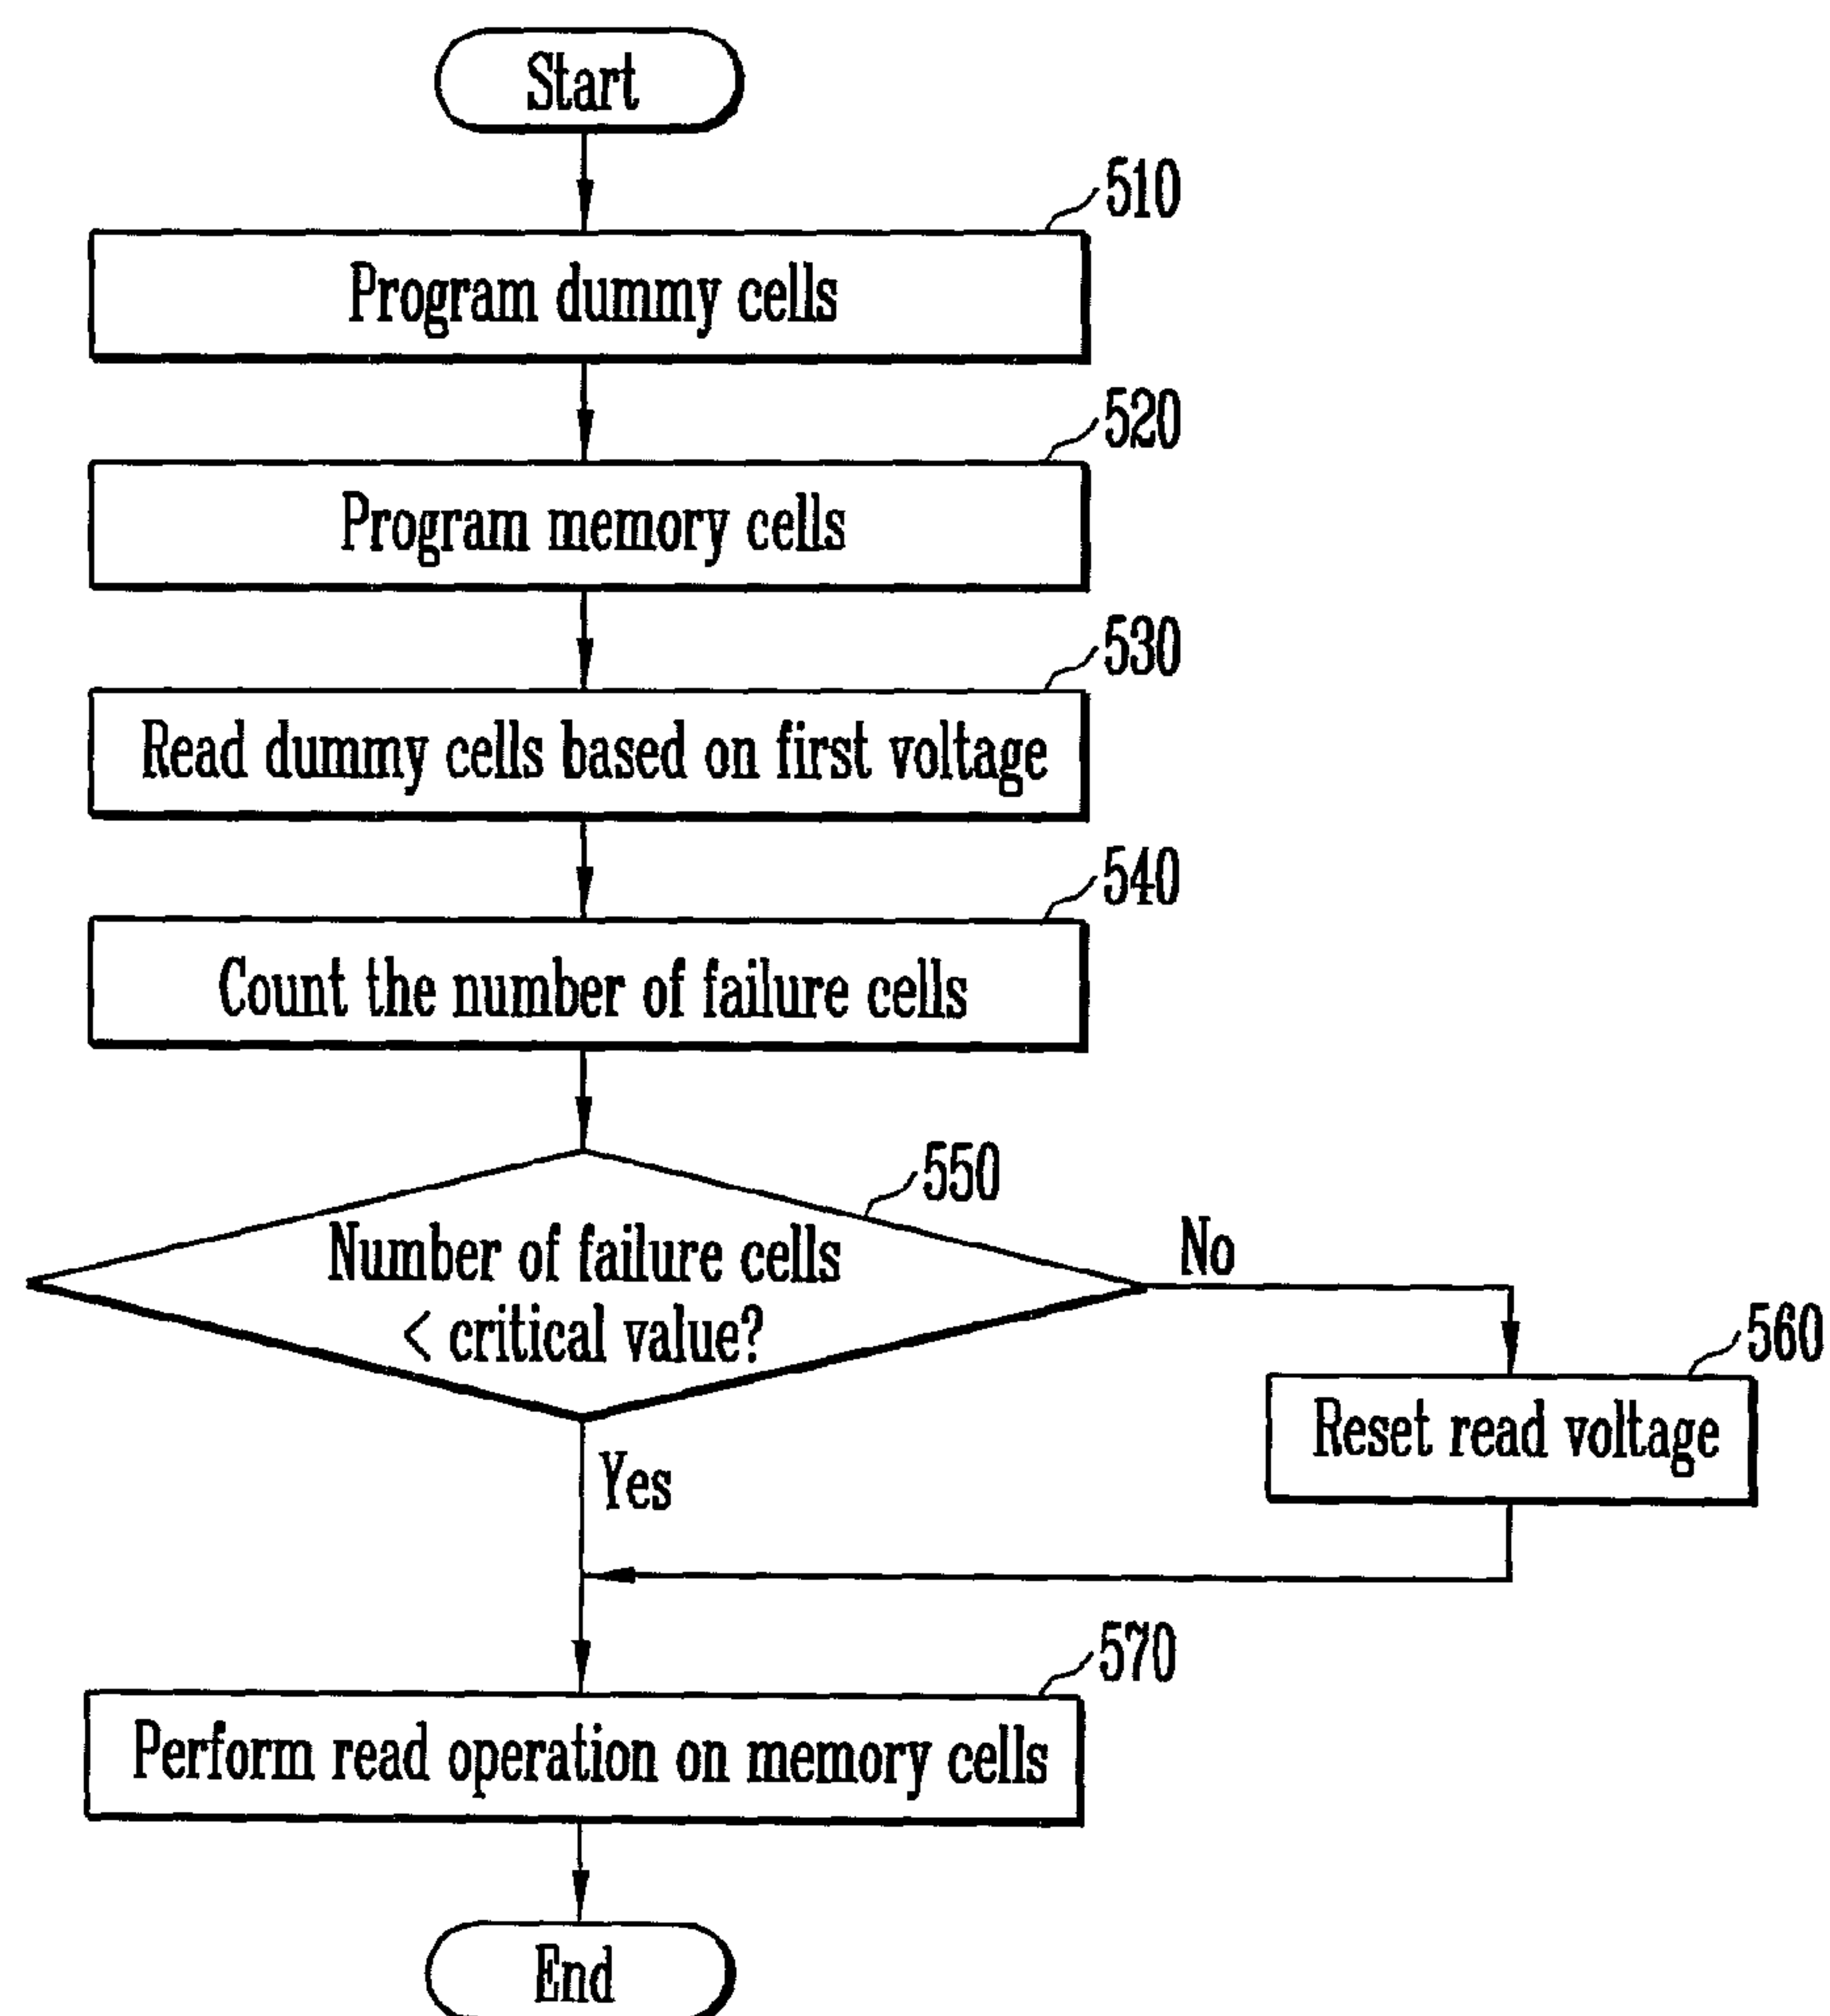 Start
510
Program dummy cells
520
Program memory cells
530
Read dummy cells based on first voltage
540
Count the number of failure cells
550
Number of failure cells
< critical value?
No
560
Reset read voltage
Yes
570
Perform read operation on memory cells
End